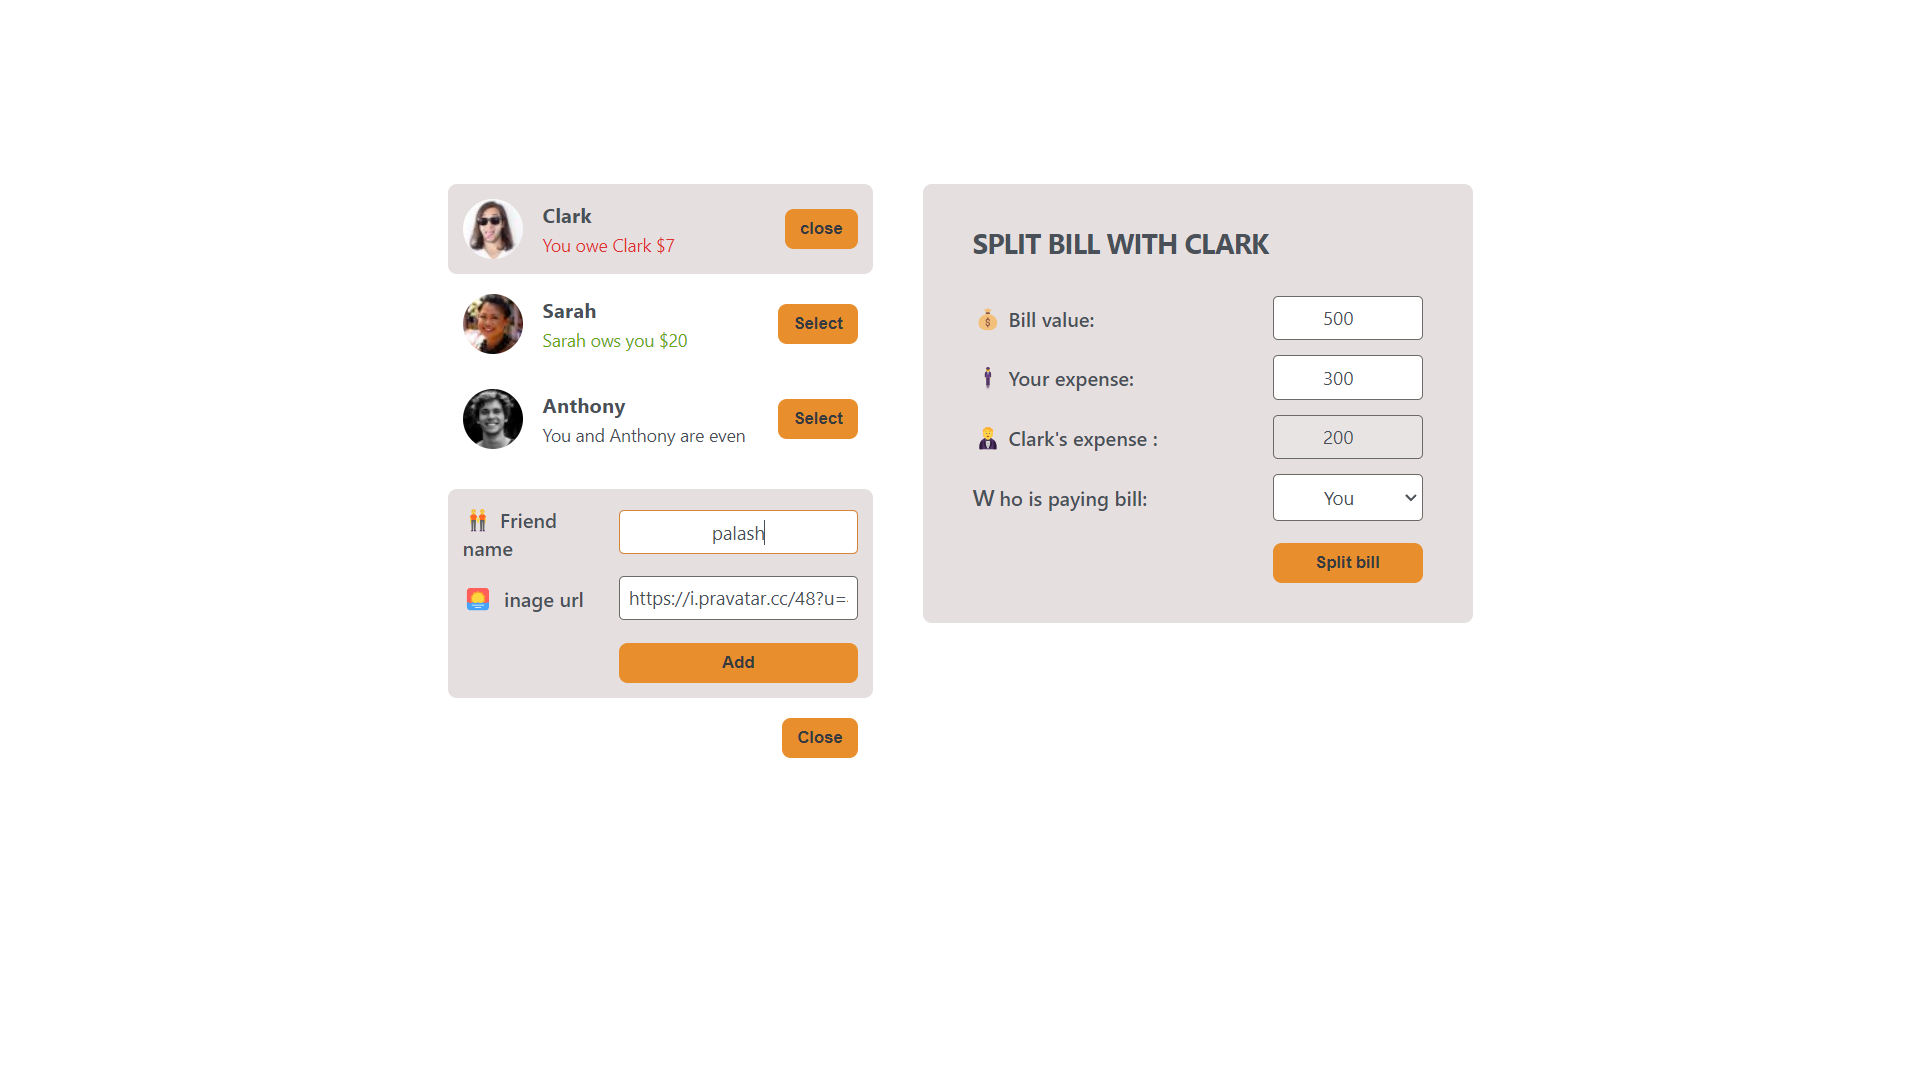 Clark
You owe Clark $7
close
Sarah
Sarah ows you $20
Select
Anthony
You and Anthony are even
Select
Friend
name
palash
inage url
https://i.pravatar.cc/48?u=
Add
Close
SPLIT BILL WITH CLARK
Bill value:
500
Your expense:
300
Clark's expense :
200
W ho is paying bill:
You
Split bill